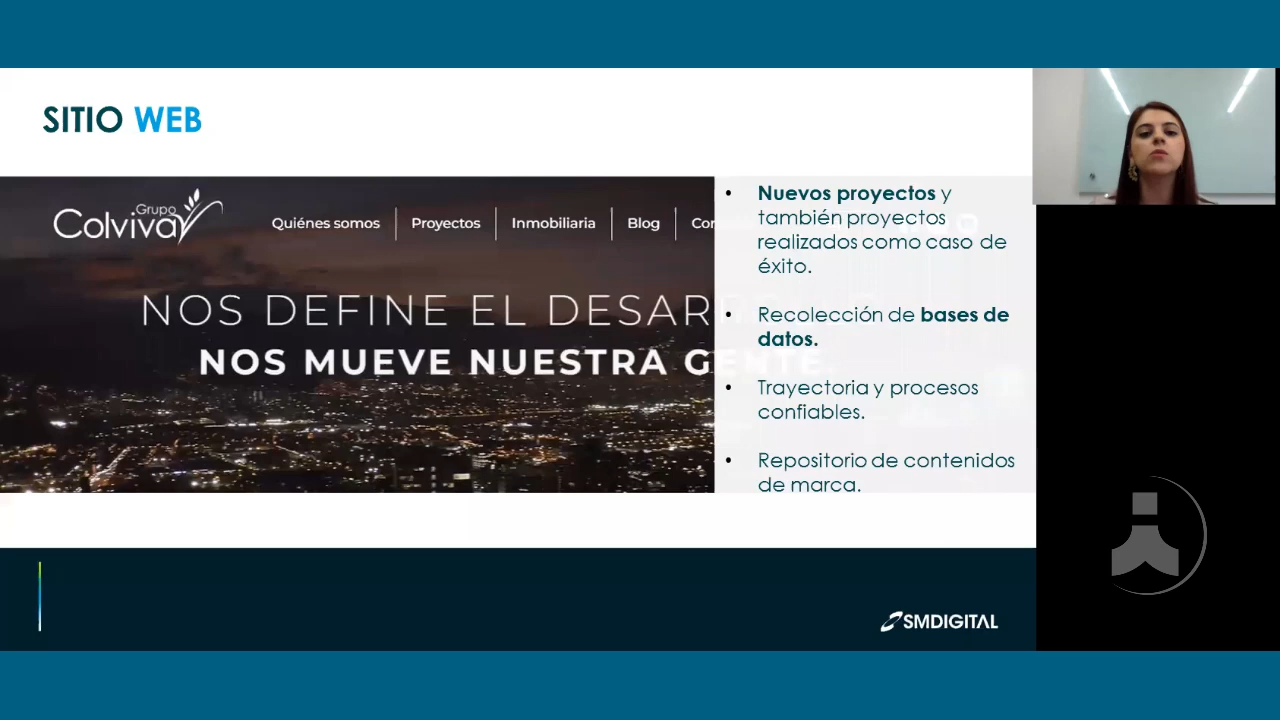 SITIO WEB
Grupo
Colviva
Quiénes somos
Proyectos
Inmobiliaria
Blog
NOS DEFINE EL DESAR
NOS MUEVE NUESTRA GENTE.
• Nuevos proyectos y
también proyectos
realizados como caso de
éxito.
• Recolección de bases de
datos.
• Trayectoria y procesos
confiables.
• Repositorio de contenidos
de marca.
SMDIGITAL